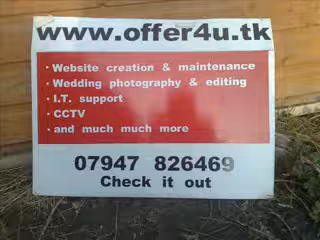 www.offer4u.tk
· Website creation & maintenance
· Wedding photography & editing
· I.T. support
· CCTV
· and much much more
07947 826469
Check it out